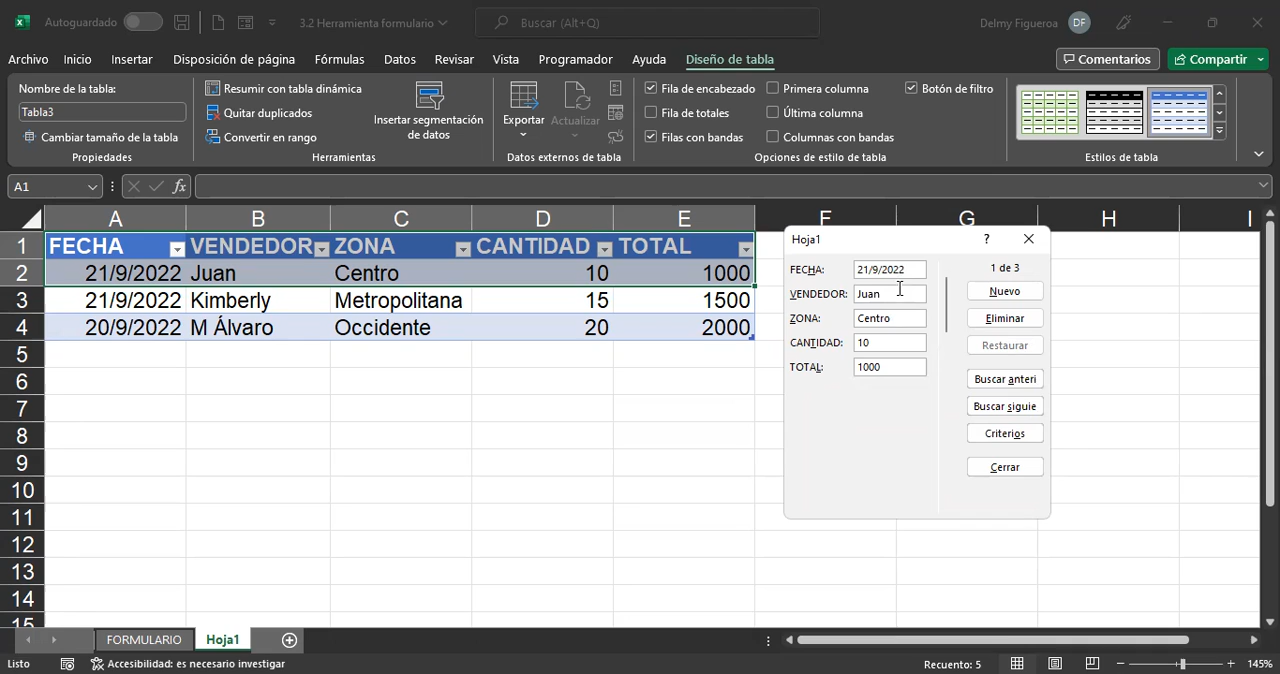 Autoguardado 3.2 Herramienta formulario Buscar (Alt+Q) Delmy Figueroa DF
Archivo Inicio Insertar Disposición de página Fórmulas Datos Revisar Vista Programador Ayuda Diseño de tabla Comentarios Compartir
Nombre de la tabla:
Tabla3
Cambiar tamaño de la tabla
Propiedades
Resumir con tabla dinámica
Quitar duplicados
Convertir en rango
Insertar segmentación
de datos
Herramientas
Exportar
Actualizar
Datos externos de tabla
Fila de encabezado Primera columna Botón de filtro
Fila de totales Última columna
Filas con bandas Columnas con bandas
Opciones de estilo de tabla
Estilos de tabla
A1 fx
A B C D E F G H I
1 FECHA VENDEDOR ZONA CANTIDAD TOTAL
2 21/9/2022 Juan Centro 10 1000
3 21/9/2022 Kimberly Metropolitana 15 1500
4 20/9/2022 M Álvaro Occidente 20 2000
5
6
7
8
9
10
11
12
13
14
15
Hoja1 ?
FECHA: 21/9/2022
VENDEDOR: Juan
ZONA: Centro
CANTIDAD: 10
TOTAL: 1000
1 de 3
Nuevo
Eliminar
Restaurar
Buscar anteri
Buscar siguie
Criterios
Cerrar
FORMULARIO Hoja1
Listo Accesibilidad: es necesario investigar Recuento: 5 145%